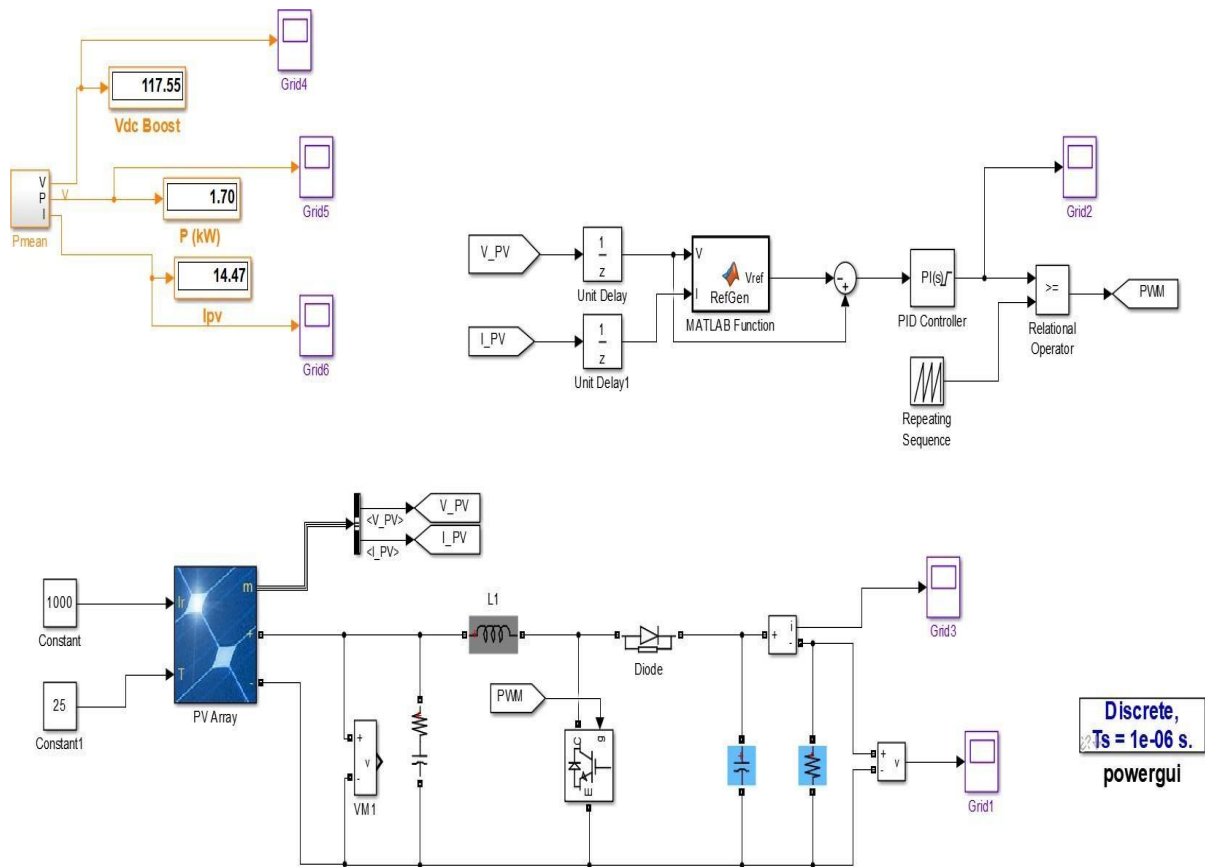 Grid4
117.55
Vdc Boost
V
P
I
V
Pmean
1.70
P (kW)
Grid5
14.47
Ipv
Grid6
V_PV
1
z
Unit Delay
I_PV
1
z
Unit Delay1
V
I
Vref
RefGen
MATLAB Function
-
+
PI(s)
PID Controller
Grid2
>=
Relational
Operator
PWM
Repeating
Sequence
<V_PV>
V_PV
<I_PV>
I_PV
1000
Constant
25
Constant1
Ir
T
m
+
-
PV Array
+
-
v
VM1
L1
PWM
g
C
E
Diode
+
i
-
Grid3
+
-
v
Grid1
Discrete,
Ts = 1e-06 s.
powergui